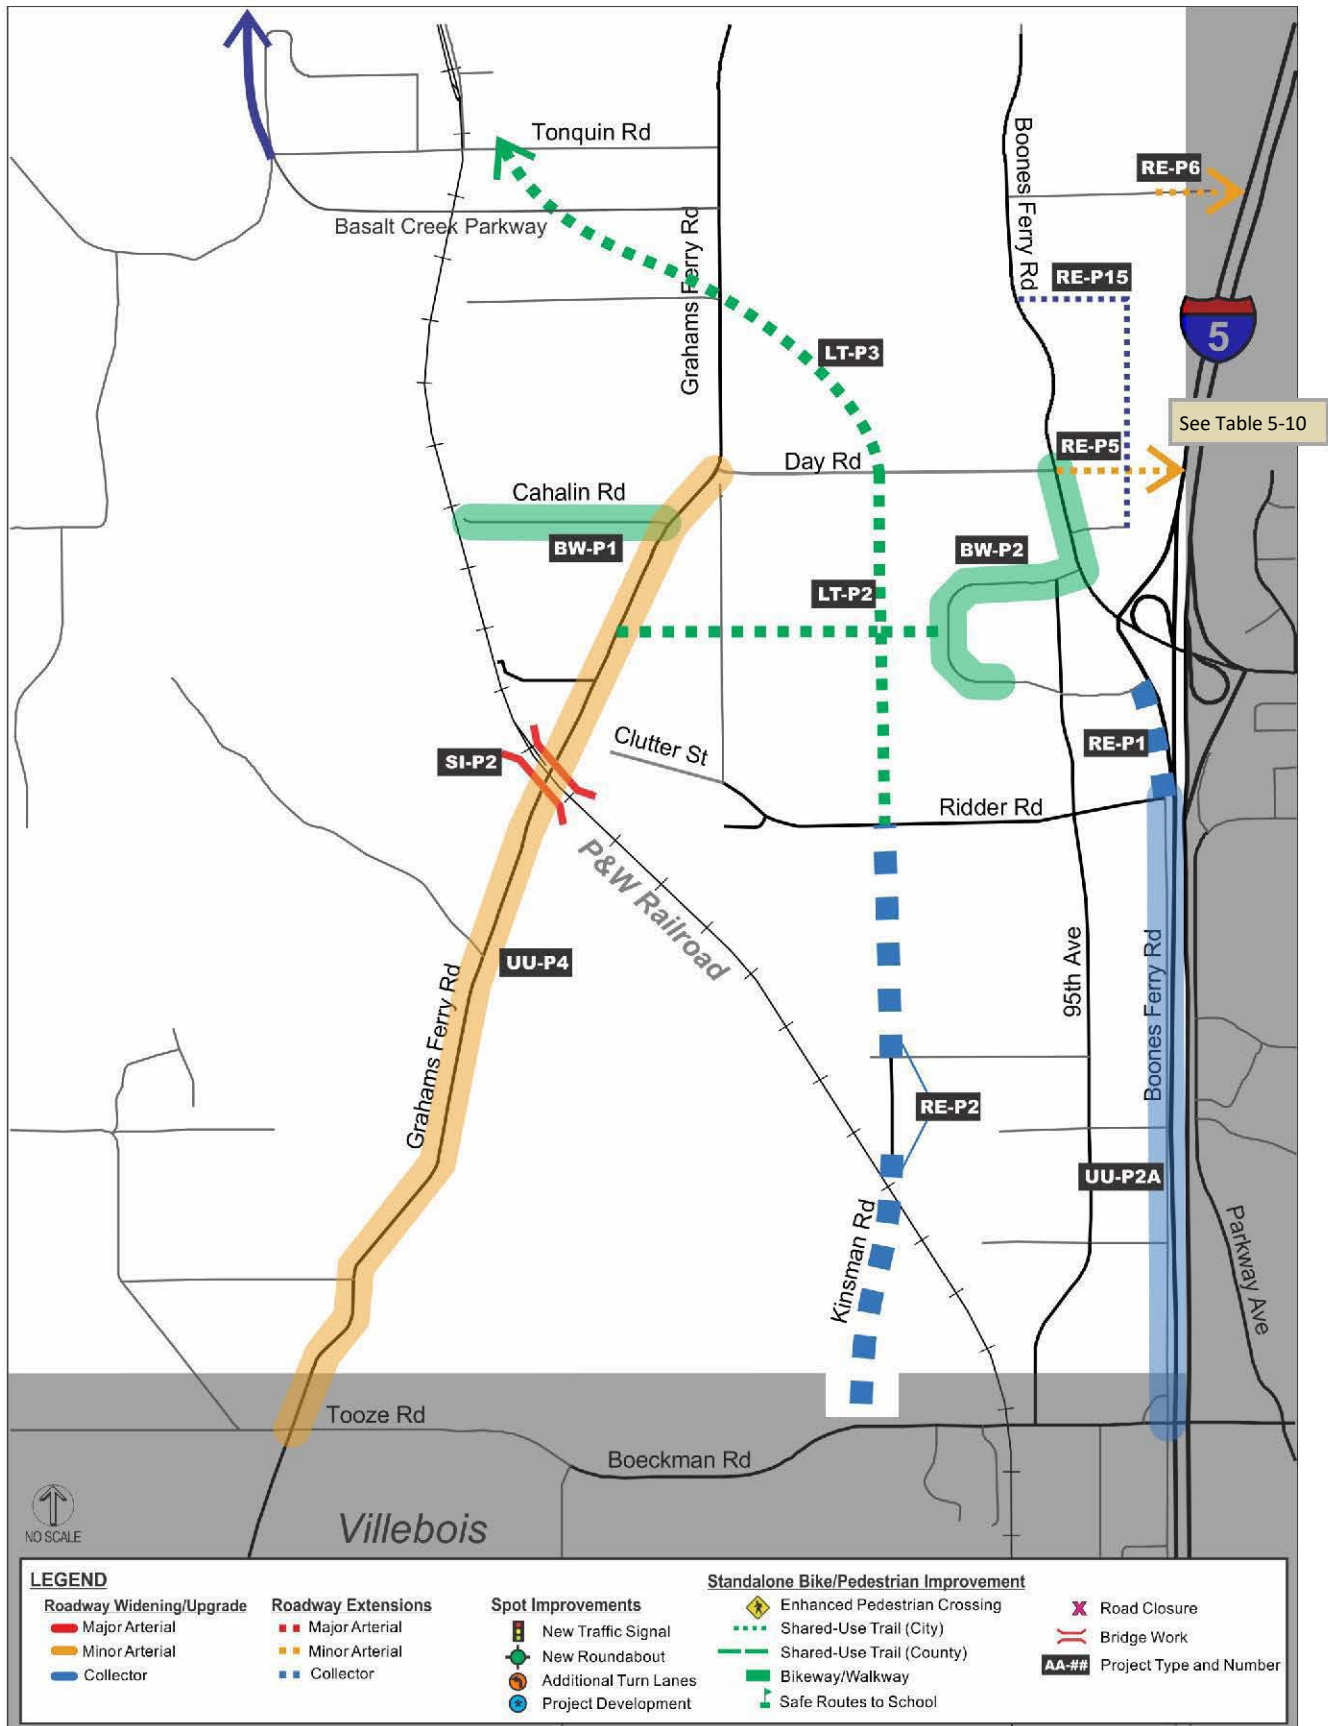 Tonquin Rd
Boones Ferry Rd
RE-P6
Basalt Creek Parkway
Grahams Ferry Rd
RE-P15
5
LT-P3
See Table 5-10
RE-P5
Day Rd
Cahalin Rd
BW-P1
BW-P2
LT-P2
Clutter St
RE-P1
SI-P2
Ridder Rd
P&W Railroad
UU-P4
95th Ave
Boones Ferry Rd
Grahams Ferry Rd
RE-P2
UU-P2A
Kinsman Rd
Parkway Ave
Tooze Rd
Boeckman Rd
NO SCALE
Villebois
LEGEND
Roadway Widening/Upgrade
Major Arterial
Minor Arterial
Collector
Roadway Extensions
Major Arterial
Minor Arterial
Collector
Spot Improvements
New Traffic Signal
New Roundabout
Additional Turn Lanes
Project Development
Standalone Bike/Pedestrian Improvement
Enhanced Pedestrian Crossing
Shared-Use Trail (City)
Shared-Use Trail (County)
Bikeway/Walkway
Safe Routes to School
Road Closure
Bridge Work
AA-## Project Type and Number